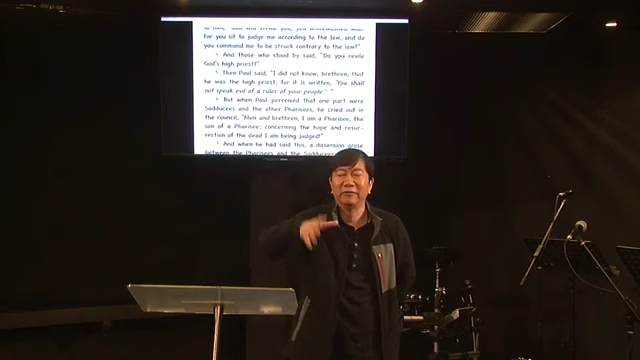 For you sit to judge me according to the law, and do
you command me to be struck contrary to the law?"
4 And those who stood by said, "Do you revile
God's high priest?"
5 Then Paul said, "I did not know, brethren, that
he was the high priest; for it is written, 'You shall
not speak evil of a ruler of your people.' "
6 But when Paul perceived that one part were
Sadducees and the other Pharisees, he cried out in
the council, "Men and brethren, I am a Pharisee, the
son of a Pharisee; concerning the hope and resur-
rection of the dead I am being judged!"
7 And when he had said this, a dissension arose
between the Pharisees and the Sadducees